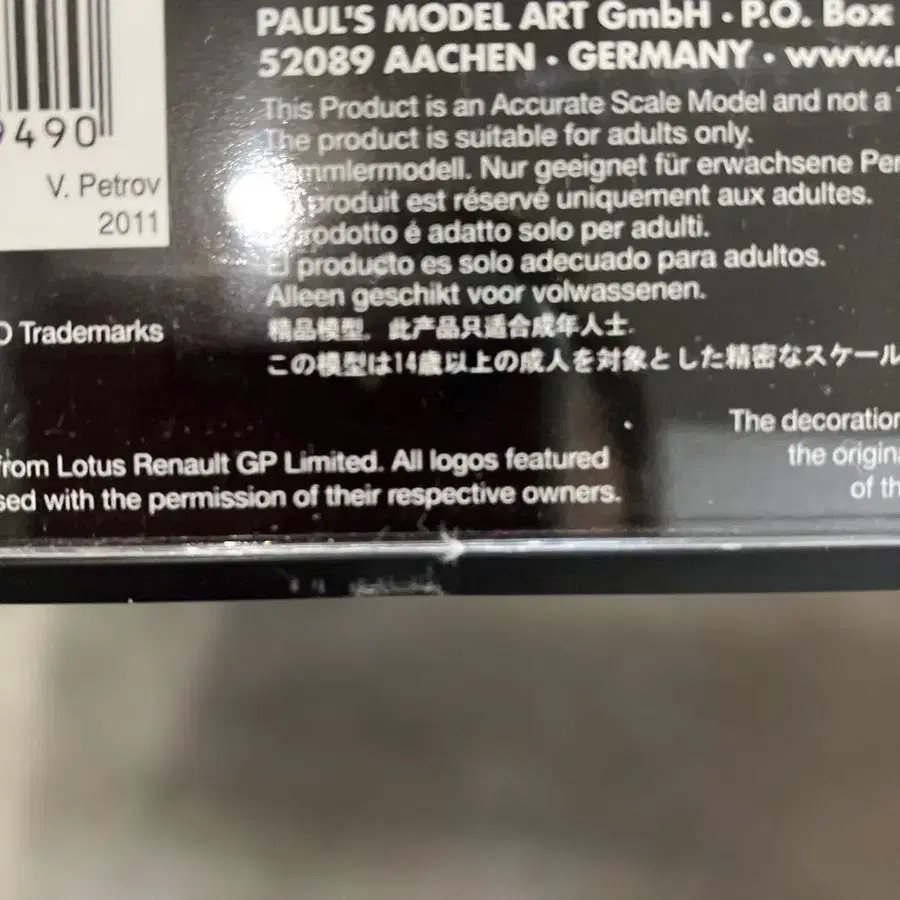 PAUL'S MODEL ART GmbH · P.O. Box
52089 AACHEN · GERMANY · www.
This Product is an Accurate Scale Model and not a
The product is suitable for adults only.
Sammlermodell. Nur geeignet für erwachsene Per
produit est réservé uniquement aux adultes.
prodotto é adatto solo per adulti.
El producto es solo adecuado para adultos.
Alleen geschikt voor volwassenen.
精品模型. 此产品只适合成年人士.
この模型は14歳以上の成人を対象とした精密なスケール
9490
V. Petrov
2011
O Trademarks
from Lotus Renault GP Limited. All logos featured
sed with the permission of their respective owners.
The decoration
the origina
of th